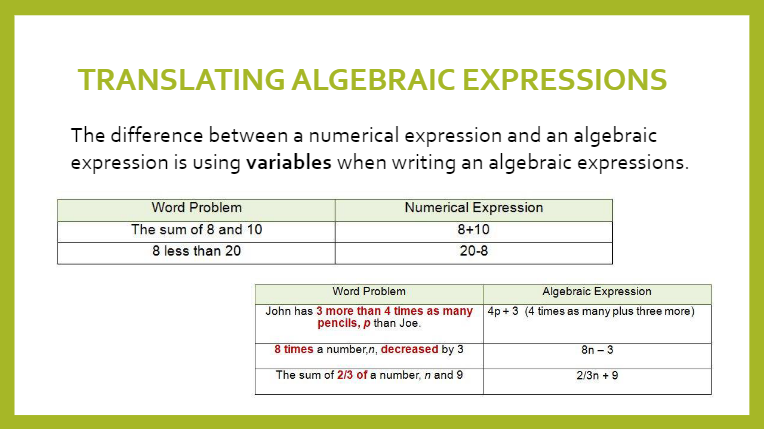 TRANSLATING ALGEBRAIC EXPRESSIONS
The difference between a numerical expression and an algebraic
expression is using variables when writing an algebraic expressions.
Word Problem Numerical Expression
The sum of 8 and 10 8+10
8 less than 20 20-8
Word Problem Algebraic Expression
John has 3 more than 4 times as many 4p + 3 (4 times as many plus three more)
pencils, p than Joe.
8 times a number,n, decreased by 3 8n – 3
The sum of 2/3 of a number, n and 9 2/3n + 9